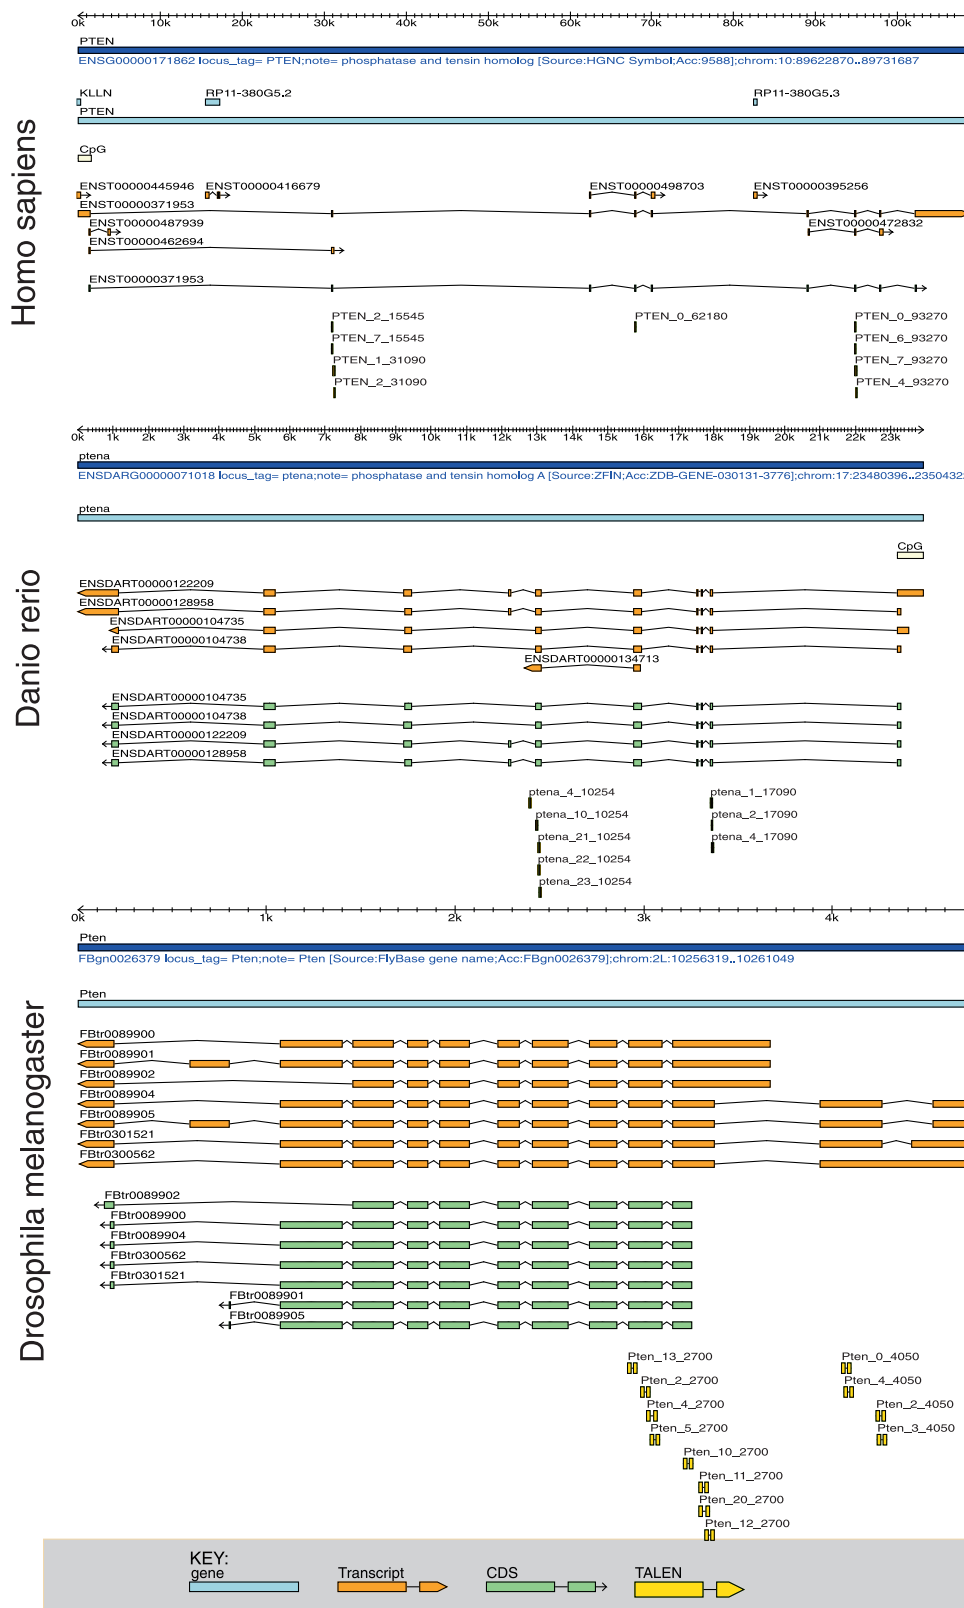 Homo sapiens
0k 10k 20k 30k 40k 50k 60k 70k 80k 90k 100k
PTEN
ENSG00000171862 locus_tag= PTEN;note= phosphatase and tensin homolog [Source:HGNC Symbol;Acc:9588];chrom:10:89622870..89731687
KLLN RP11-380G5.2 RP11-380G5.3
PTEN
CpG
ENST00000445946 ENST00000416679 ENST00000498703 ENST00000395256
ENST00000371953
ENST00000487939 ENST00000472832
ENST00000462694
ENST00000371953
PTEN_2_15545 PTEN_0_62180 PTEN_0_93270
PTEN_7_15545 PTEN_6_93270
PTEN_1_31090 PTEN_7_93270
PTEN_2_31090 PTEN_4_93270
Danio rerio
0k 1k 2k 3k 4k 5k 6k 7k 8k 9k 10k 11k 12k 13k 14k 15k 16k 17k 18k 19k 20k 21k 22k 23k
ptena
ENSDARG00000071018 locus_tag= ptena;note= phosphatase and tensin homolog A [Source:ZFIN;Acc:ZDB-GENE-030131-3776];chrom:17:23480396..2350432
ptena
CpG
ENSDART00000122209
ENSDART00000128958
ENSDART00000104735
ENSDART00000104738
ENSDART00000134713
ENSDART00000104735
ENSDART00000104738
ENSDART00000122209
ENSDART00000128958
ptena_4_10254 ptena_1_17090
ptena_10_10254 ptena_2_17090
ptena_21_10254 ptena_4_17090
ptena_22_10254
ptena_23_10254
Drosophila melanogaster
0k 1k 2k 3k 4k
Pten
FBgn0026379 locus_tag= Pten;note= Pten [Source:FlyBase gene name;Acc:FBgn0026379];chrom:2L:10256319..10261049
Pten
FBtr0089900
FBtr0089901
FBtr0089902
FBtr0089904
FBtr0089905
FBtr0301521
FBtr0300562
FBtr0089902
FBtr0089900
FBtr0089904
FBtr0300562
FBtr0301521
FBtr0089901
FBtr0089905
Pten_13_2700 Pten_0_4050
Pten_2_2700 Pten_4_4050
Pten_4_2700 Pten_2_4050
Pten_5_2700 Pten_3_4050
Pten_10_2700
Pten_11_2700
Pten_20_2700
Pten_12_2700
KEY:
gene Transcript CDS TALEN